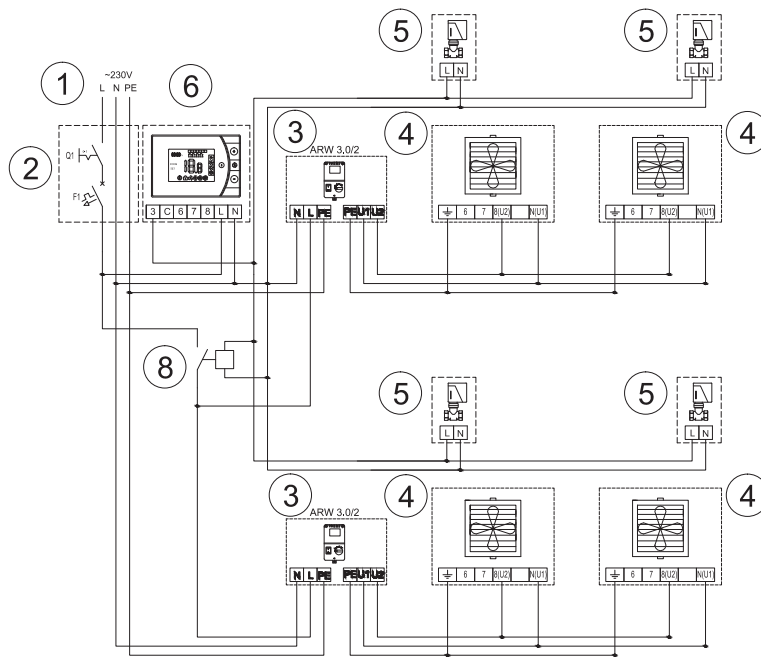 5
5
L N
L N
1
~230V
L N PE
6
3
ARW 3,0/2
4
4
2
Q1
F1
3 C 6 7 8 L N
N L PE PE U1 U2
6 7 8(U2) N(U1)
6 7 8(U2) N(U1)
8
5
5
L N
L N
3
ARW 3.0/2
4
4
N L PE PE U1 U2
6 7 8(U2) N(U1)
6 7 8(U2) N(U1)